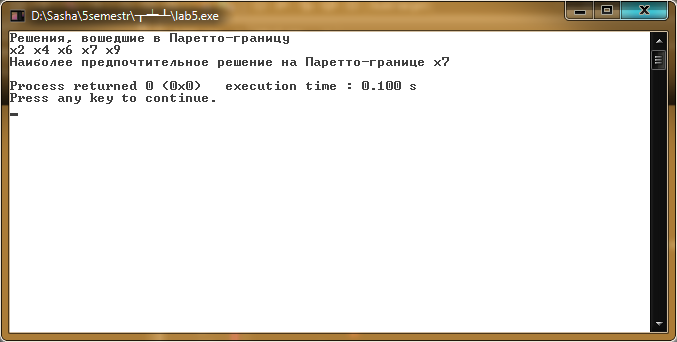 D:\Sasha\5semestr\┬┴┴\lab5.exe
Решения, вошедшие в Паретто-границу
x2 x4 x6 x7 x9
Наиболее предпочтительное решение на Паретто-границе x7
Process returned 0 (0x0)   execution time : 0.100 s
Press any key to continue.